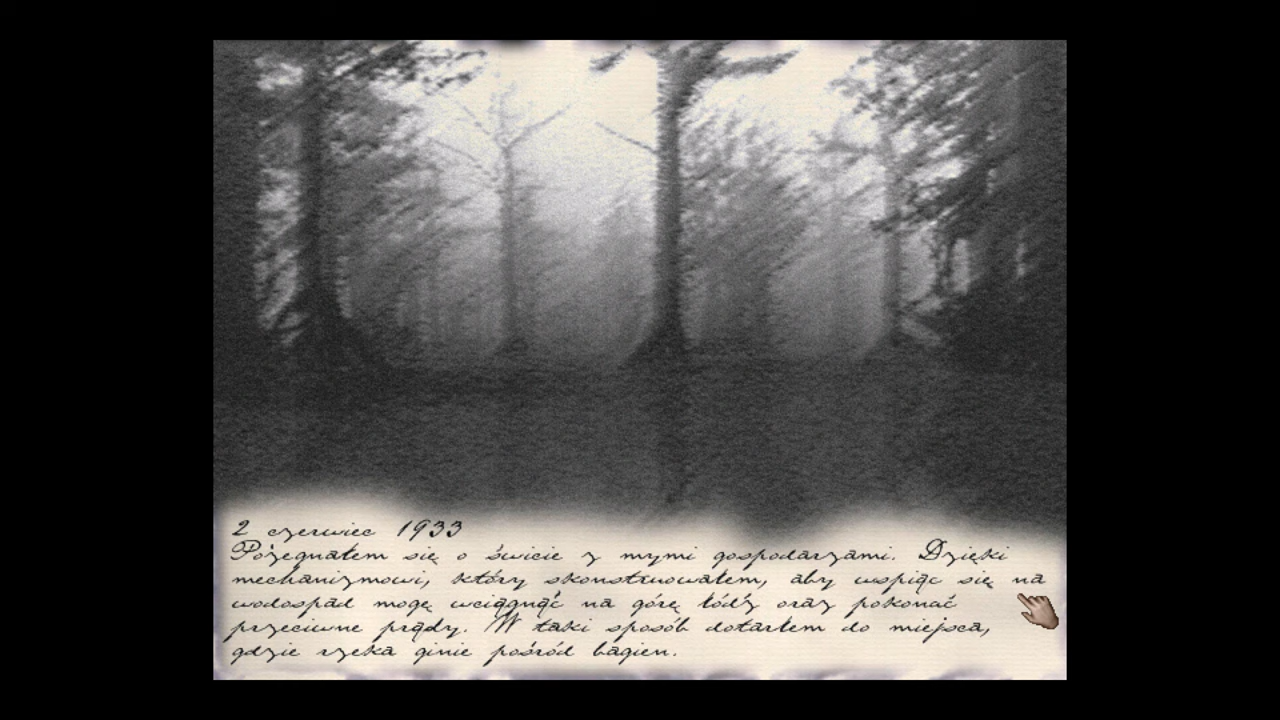 2 czerwiec 1933
Pożegnałem się o świcie z mymi gospodarzami. Dzięki
mechanizmowi, który skonstruowałem, aby wspiąc się na
wodospad mogę wciągnąć na górę łódź oraz pokonać
przeciwne prądy. W taki sposób dotarłem do miejsca,
gdzie rzeka ginie pośród bagien.